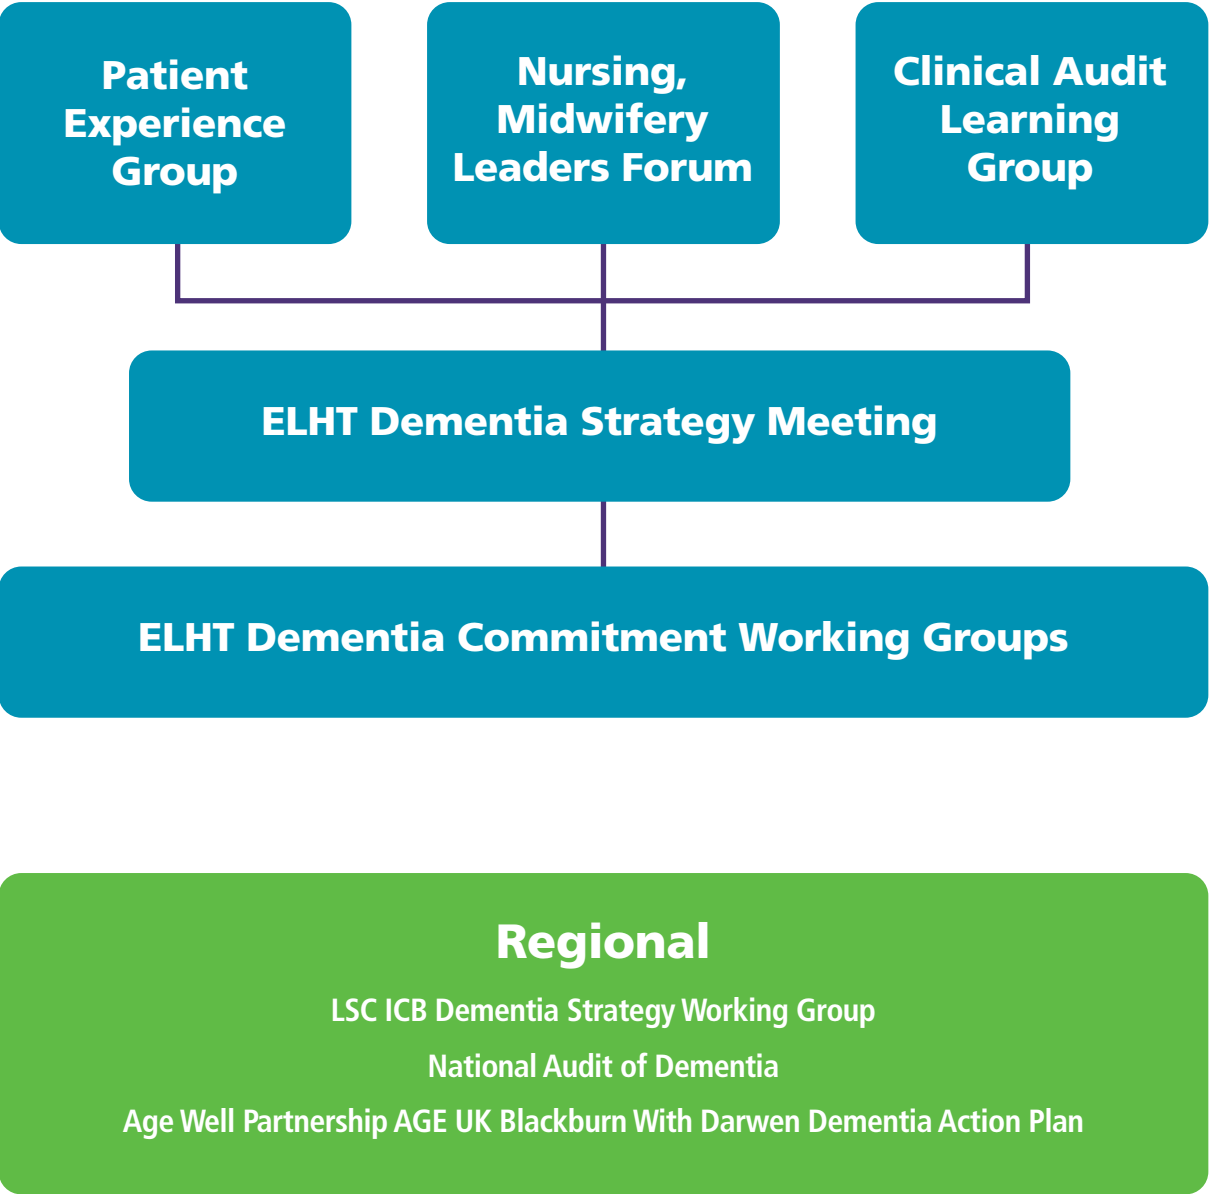 Patient
Experience
Group
Nursing,
Midwifery
Leaders Forum
Clinical Audit
Learning
Group
ELHT Dementia Strategy Meeting
ELHT Dementia Commitment Working Groups
Regional
LSC ICB Dementia Strategy Working Group
National Audit of Dementia
Age Well Partnership AGE UK Blackburn With Darwen Dementia Action Plan